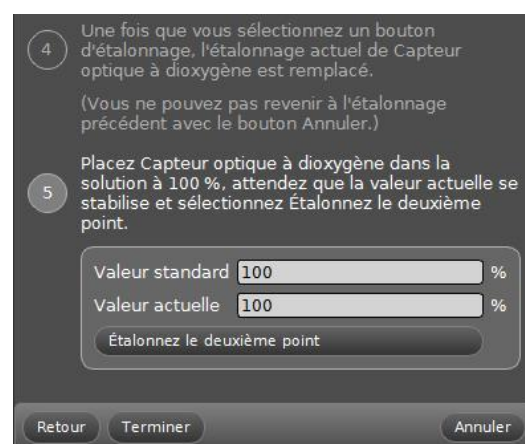 4
Une fois que vous sélectionnez un bouton
d'étalonnage, l'étalonnage actuel de Capteur
optique à dioxygène est remplacé.
(Vous ne pouvez pas revenir à l'étalonnage
précédent avec le bouton Annuler.)
5
Placez Capteur optique à dioxygène dans la
solution à 100 %, attendez que la valeur actuelle se
stabilise et sélectionnez Étalonnez le deuxième
point.
Valeur standard 100 %
Valeur actuelle 100 %
Étalonnez le deuxième point
Retour Terminer Annuler